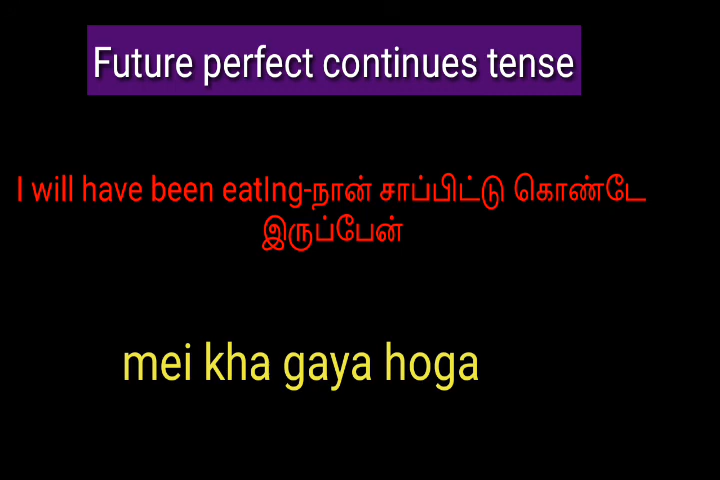 Future perfect continues tense
I will have been eatIng-நான் சாப்பிட்டு கொண்டே
இருப்பேன்
mei kha gaya hoga